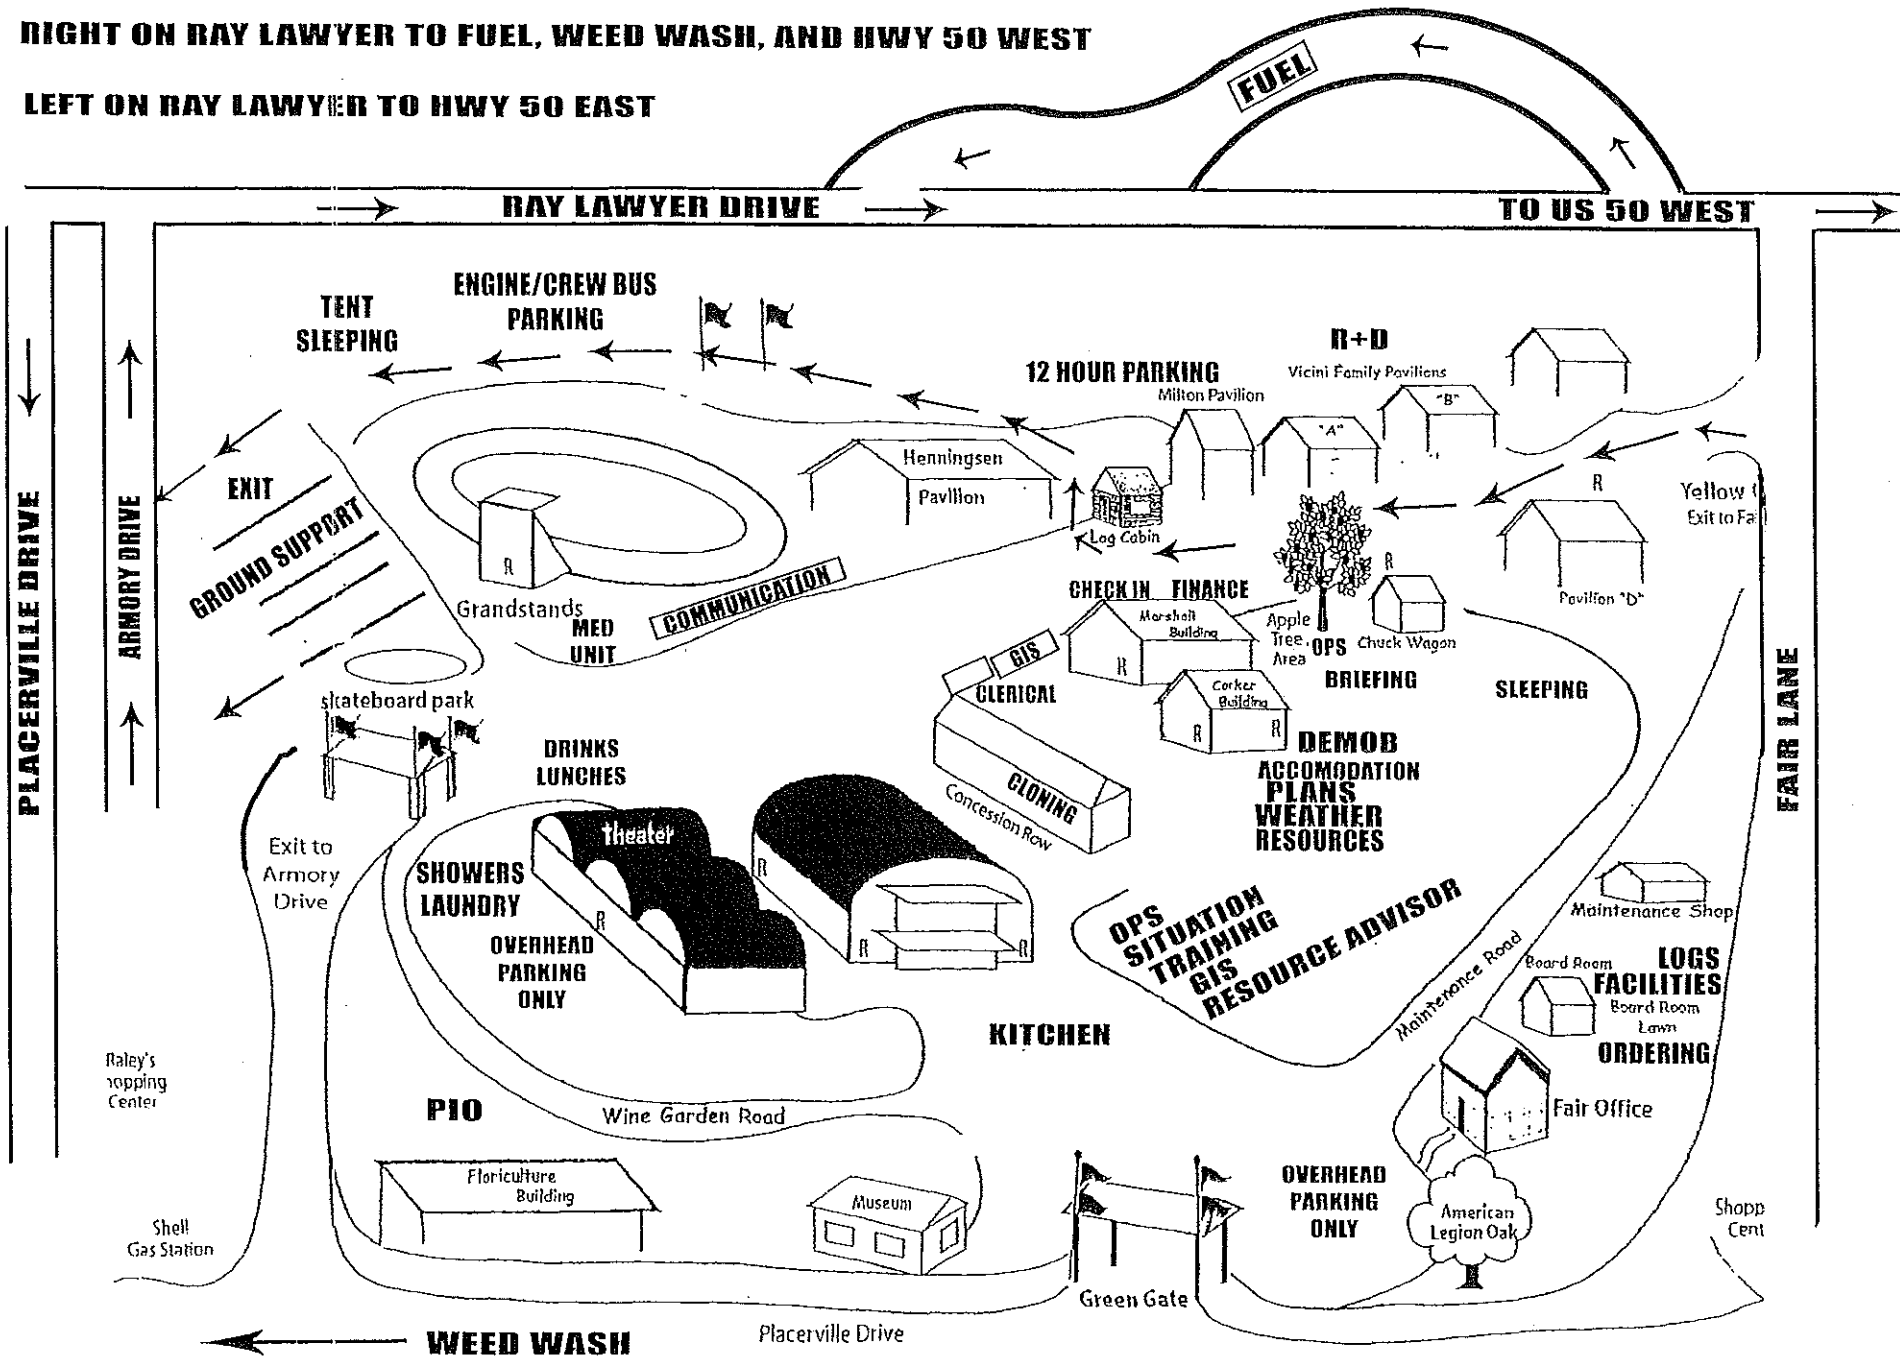 RIGHT ON RAY LAWYER TO FUEL, WEED WASH, AND HWY 50 WEST
LEFT ON RAY LAWYER TO HWY 50 EAST
FUEL
RAY LAWYER DRIVE
TO US 50 WEST
TENT
SLEEPING
ENGINE/CREW BUS
PARKING
12 HOUR PARKING
Milton Pavilion
R+D
Vicini Family Pavilions
"A"
"B"
Henningsen
Pavilion
Log Cabin
R
Yellow
Exit to Fa
Pavilion "D"
EXIT
GROUND SUPPORT
PLACERVILLE DRIVE
ARMORY DRIVE
R
Grandstands
MED
UNIT
COMMUNICATION
CHECK IN
FINANCE
Marshall
Building
R
Apple
Tree
Area
OPS
R
Chuck Wagon
BRIEFING
SLEEPING
FAIR LANE
skateboard park
GIS
CLERICAL
Corker
Building
R
R
DEMOB
ACCOMODATION
PLANS
WEATHER
RESOURCES
CLONING
Concession Row
DRINKS
LUNCHES
theater
SHOWERS
LAUNDRY
R
OVERHEAD
PARKING
ONLY
R
R
R
Exit to
Armory
Drive
OPS
SITUATION
TRAINING
GIS
RESOURCE ADVISOR
Maintenance Shop
Maintenance Road
Board Room
LOGS
FACILITIES
Board Room
Lawn
ORDERING
Fair Office
KITCHEN
Raley's
opping
Center
PIO
Wine Garden Road
Floriculture
Building
Museum
OVERHEAD
PARKING
ONLY
American
Legion Oak
Shopp
Cent
Shell
Gas Station
Green Gate
WEED WASH
Placerville Drive